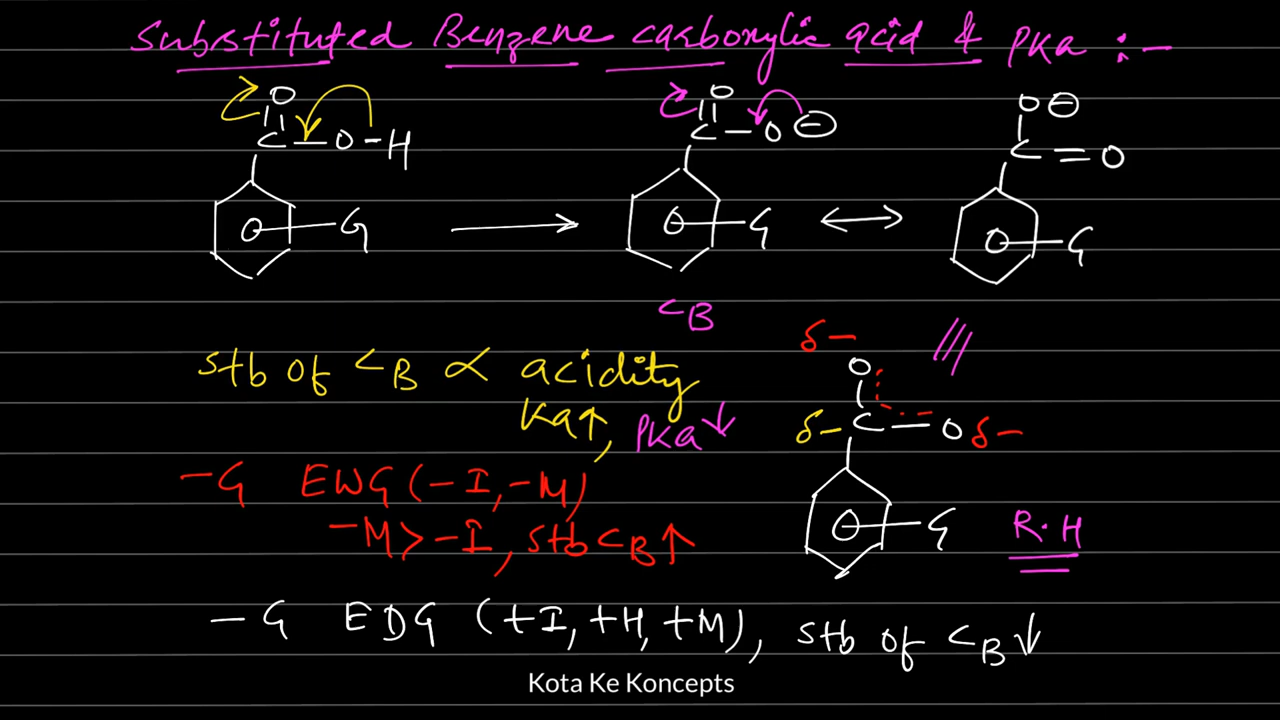 Substituted Benzene carboxylic acid & PKa :-
O O O ⊖
C - O - H C - O ⊖ C = O
G → G ↔ G
CB
stb of CB ∝ acidity
Ka↑, PKa↓
δ-
O
δ- C - O δ-
-G EWG (-I, -M)
-M > -I, stb CB ↑
G R.H
-G EDG (+I, +H, +M), stb of CB ↓
Kota Ke Koncepts